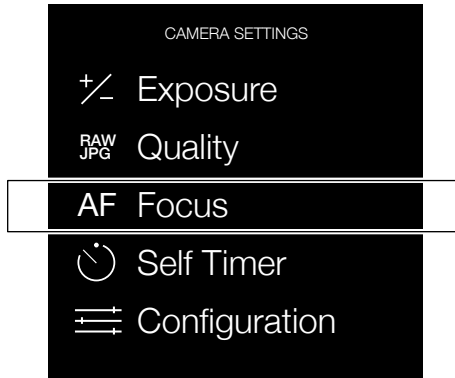 CAMERA SETTINGS
+/- Exposure
RAW JPG Quality
AF Focus
Self Timer
Configuration